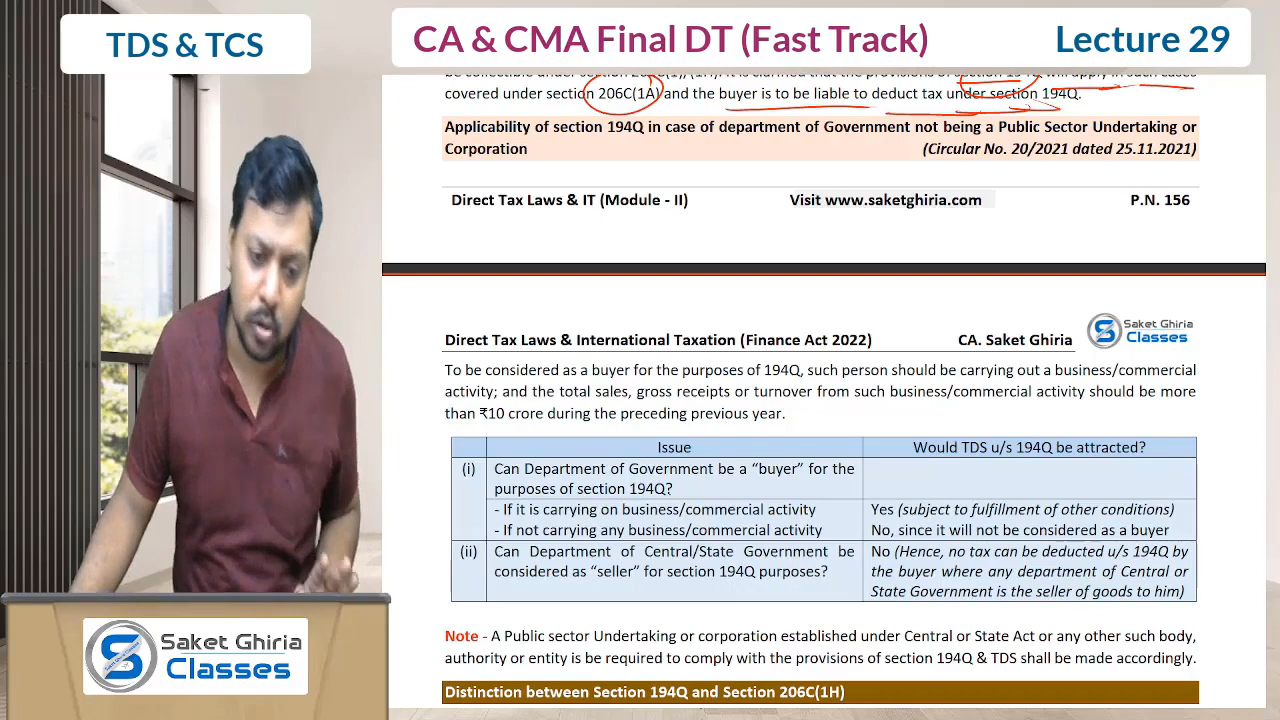 TDS & TCS
CA & CMA Final DT (Fast Track)
Lecture 29
covered under section 206C(1A) and the buyer is to be liable to deduct tax under section 194Q.
Applicability of section 194Q in case of department of Government not being a Public Sector Undertaking or
Corporation (Circular No. 20/2021 dated 25.11.2021)
Direct Tax Laws & IT (Module - II) Visit www.saketghiria.com P.N. 156
Saket Ghiria
Classes
Direct Tax Laws & International Taxation (Finance Act 2022) CA. Saket Ghiria
To be considered as a buyer for the purposes of 194Q, such person should be carrying out a business/commercial
activity; and the total sales, gross receipts or turnover from such business/commercial activity should be more
than ₹10 crore during the preceding previous year.
Issue Would TDS u/s 194Q be attracted?
(i) Can Department of Government be a “buyer” for the
purposes of section 194Q?
- If it is carrying on business/commercial activity Yes (subject to fulfillment of other conditions)
- If not carrying any business/commercial activity No, since it will not be considered as a buyer
(ii) Can Department of Central/State Government be No (Hence, no tax can be deducted u/s 194Q by
considered as “seller” for section 194Q purposes? the buyer where any department of Central or
State Government is the seller of goods to him)
Note - A Public sector Undertaking or corporation established under Central or State Act or any other such body,
authority or entity is be required to comply with the provisions of section 194Q & TDS shall be made accordingly.
Distinction between Section 194Q and Section 206C(1H)
Saket Ghiria
Classes